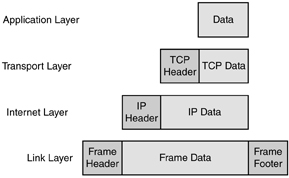 Application Layer
Data
Transport Layer
TCP
Header
TCP Data
Internet Layer
IP
Header
IP Data
Link Layer
Frame
Header
Frame Data
Frame
Footer